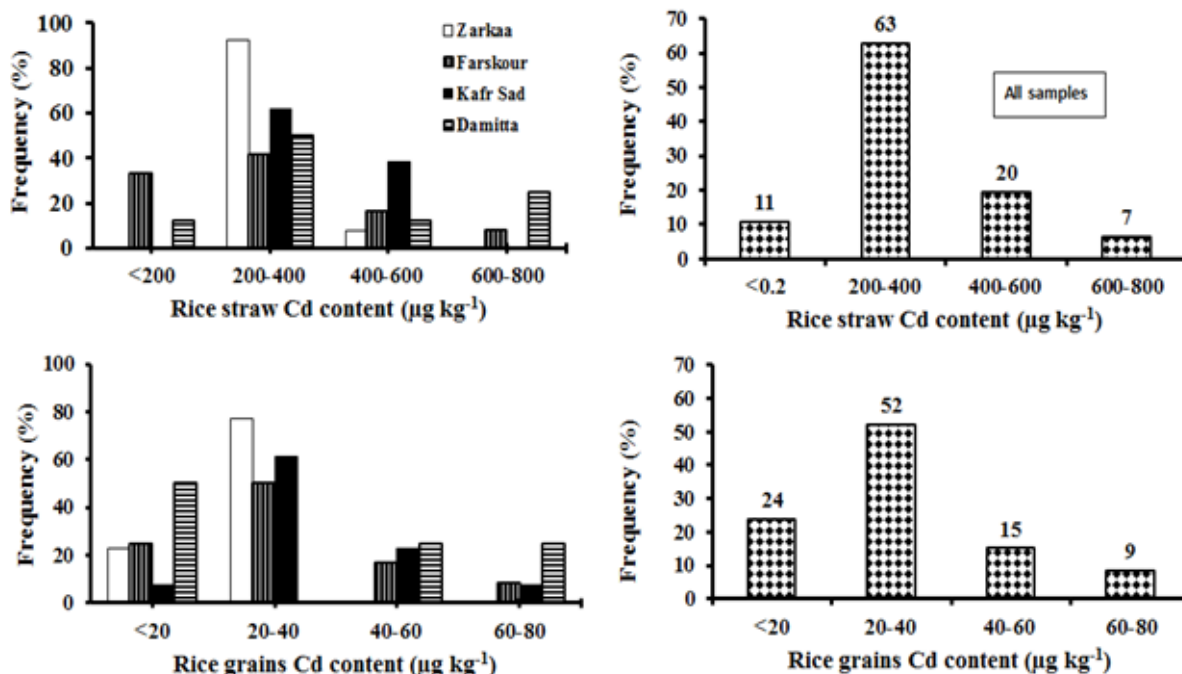 Frequency (%)
100
80
60
40
20
0
Zarkaa
Farskour
Kafr Sad
Damitta
<200 200-400 400-600 600-800
Rice straw Cd content (µg kg⁻¹)
Frequency (%)
70
60
50
40
30
20
10
0
All samples
11 63 20 7
<0.2 200-400 400-600 600-800
Rice straw Cd content (µg kg⁻¹)
Frequency (%)
100
80
60
40
20
0
<20 20-40 40-60 60-80
Rice grains Cd content (µg kg⁻¹)
Frequency (%)
70
60
50
40
30
20
10
0
24 52 15 9
<20 20-40 40-60 60-80
Rice grains Cd content (µg kg⁻¹)